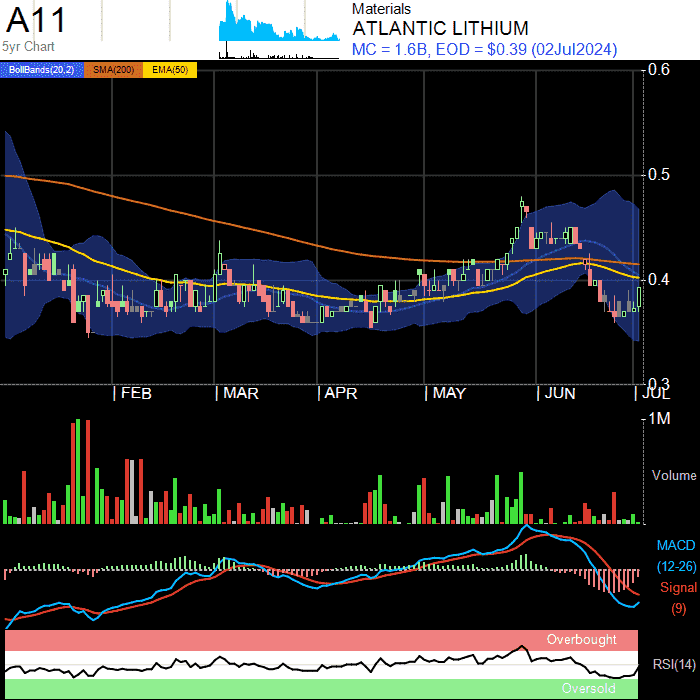 A11
5yr Chart
Materials
ATLANTIC LITHIUM
MC = 1.6B, EOD = $0.39 (02Jul2024)
BollBands(20,2) SMA(200) EMA(50)
0.6
0.5
0.4
0.3
FEB MAR APR MAY JUN JUL
1M
Volume
MACD
(12-26)
Signal
(9)
Overbought
RSI(14)
Oversold